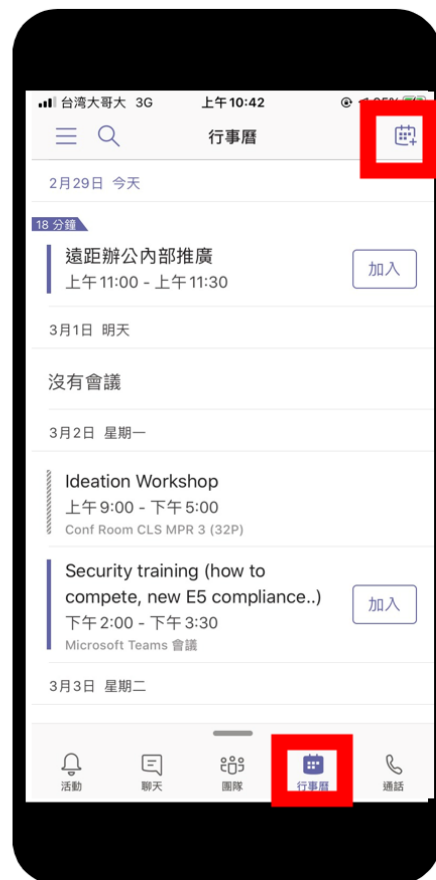 台湾大哥大 3G 上午10:42
行事曆
2月29日 今天
18 分鐘
遠距辦公內部推廣
上午11:00 - 上午11:30
加入
3月1日 明天
沒有會議
3月2日 星期一
Ideation Workshop
上午9:00 - 下午5:00
Conf Room CLS MPR 3 (32P)
Security training (how to
compete, new E5 compliance..)
下午2:00 - 下午3:30
加入
Microsoft Teams 會議
3月3日 星期二
活動 聊天 團隊 行事曆 通話